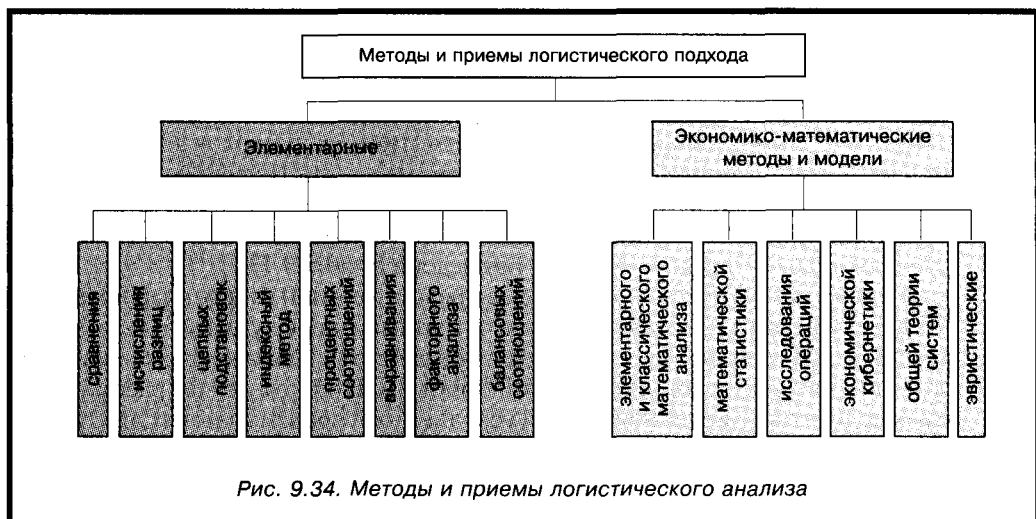 Методы и приемы логистического подхода
Элементарные
Экономико-математические
методы и модели
сравнения
исчисления
разниц
цепных
подстановок
индексный
метод
процентных
соотношений
выравнивания
факторного
анализа
балансовых
соотношений
элементарного
и классического
математического
анализа
математической
статистики
исследования
операций
экономической
кибернетики
общей теории
систем
эвристические
Рис. 9.34. Методы и приемы логистического анализа